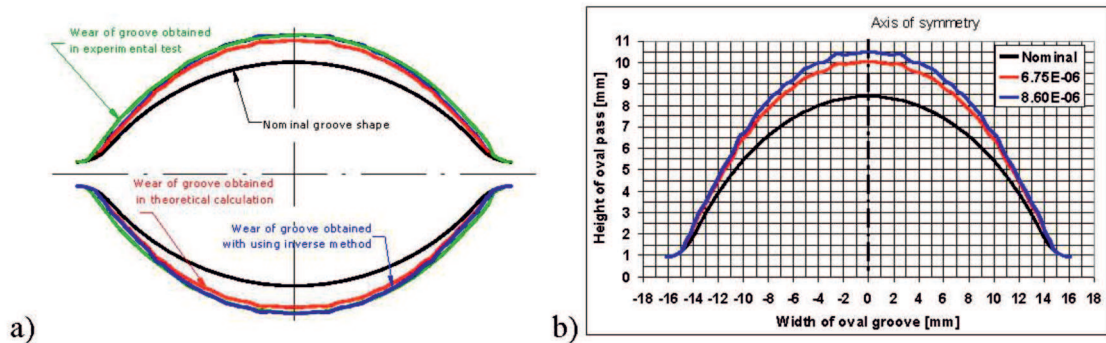 Wear of groove obtained
in experimental test
Nominal groove shape
Wear of groove obtained
in theoretical calculation
Wear of groove obtained
with using inverse method
a)
Axis of symmetry
Height of oval pass [mm]
11
10
9
8
7
6
5
4
3
2
1
0
Nominal
6.75E-06
8.60E-06
-18 -16 -14 -12 -10 -8 -6 -4 -2 0 2 4 6 8 10 12 14 16 18
Width of oval groove [mm]
b)